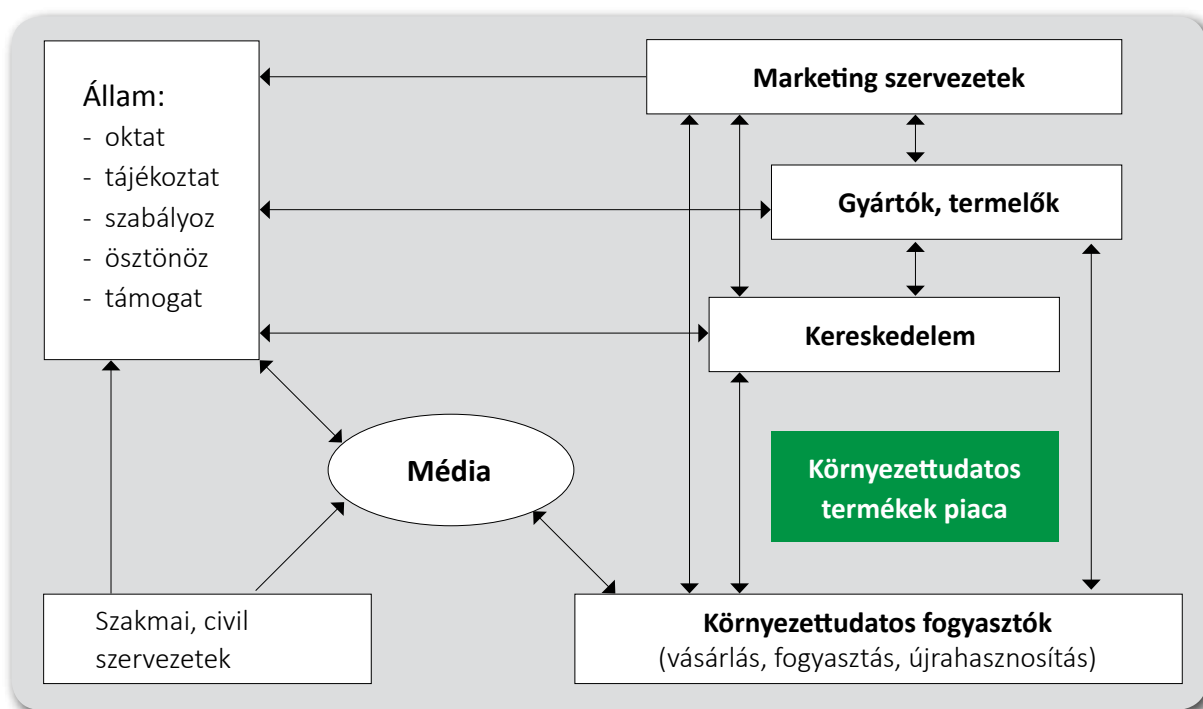 Állam:
- oktat
- tájékoztat
- szabályoz
- ösztönöz
- támogat
Marketing szervezetek
Gyártók, termelők
Kereskedelem
Média
Környezettudatos
termékek piaca
Szakmai, civil
szervezetek
Környezettudatos fogyasztók
(vásárlás, fogyasztás, újrahasznosítás)